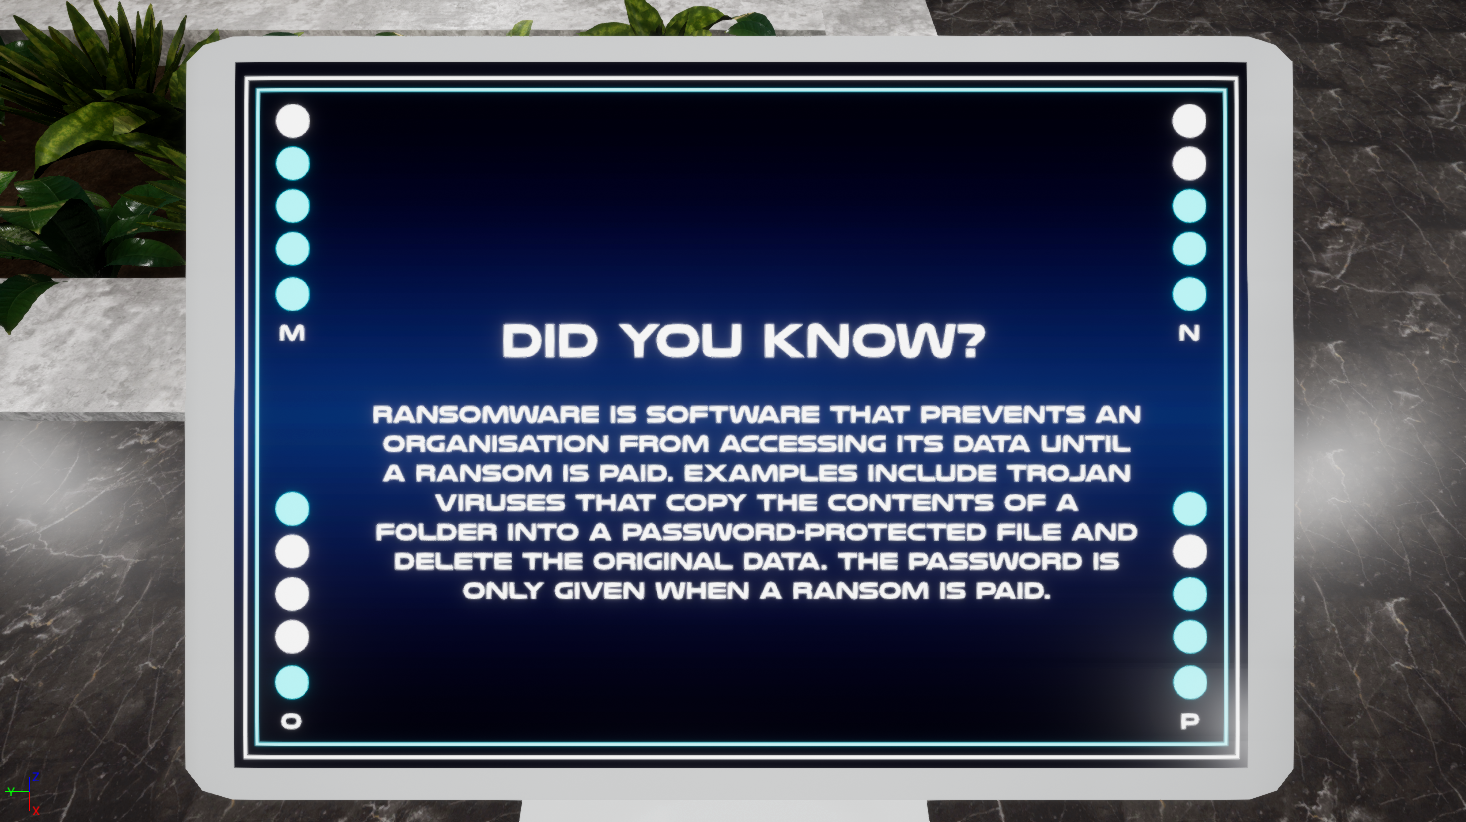 M
N
DID YOU KNOW?
RANSOMWARE IS SOFTWARE THAT PREVENTS AN
ORGANISATION FROM ACCESSING ITS DATA UNTIL
A RANSOM IS PAID. EXAMPLES INCLUDE TROJAN
VIRUSES THAT COPY THE CONTENTS OF A
FOLDER INTO A PASSWORD-PROTECTED FILE AND
DELETE THE ORIGINAL DATA. THE PASSWORD IS
ONLY GIVEN WHEN A RANSOM IS PAID.
O
P
Z
Y
X